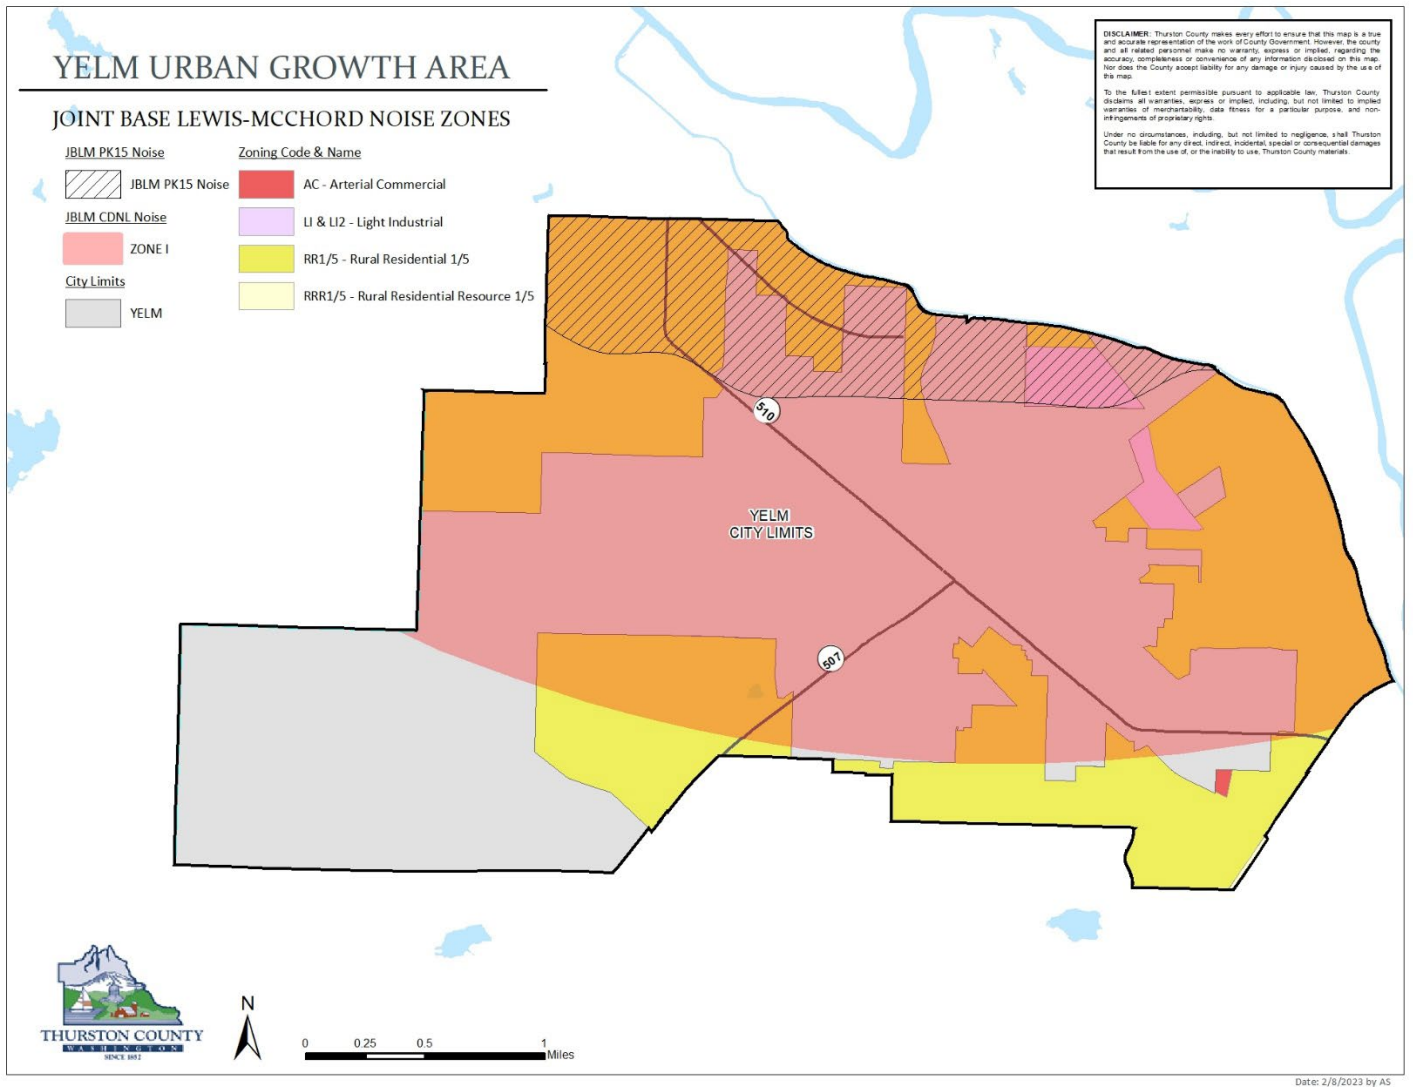 YELM URBAN GROWTH AREA
JOINT BASE LEWIS-MCCHORD NOISE ZONES
JBLM PK15 Noise
JBLM PK15 Noise
JBLM CDNL Noise
ZONE I
City Limits
YELM
Zoning Code & Name
AC - Arterial Commercial
LI & LI2 - Light Industrial
RR1/5 - Rural Residential 1/5
RRR1/5 - Rural Residential Resource 1/5
DISCLAIMER: Thurston County makes every effort to ensure that this map is a true
and accurate representation of the work of County Government. However, the county
and all related personnel make no warranty, express or implied, regarding the
accuracy, completeness or convenience of any information disclosed on this map.
Nor does the County accept liability for any damage or injury caused by the use of
this map.
To the fullest extent permissible pursuant to applicable law, Thurston County
disclaims all warranties, express or implied, including, but not limited to implied
warranties of merchantability, data fitness for a particular purpose, and non-
infringements of proprietary rights.
Under no circumstances, including, but not limited to negligence, shall Thurston
County be liable for any direct, indirect, incidental, special or consequential damages
that result from the use of, or the inability to use, Thurston County materials.
510
YELM
CITY LIMITS
507
THURSTON COUNTY
WASHINGTON
SINCE 1852
N
0 0.25 0.5 1
Miles
Date: 2/8/2023 by AS